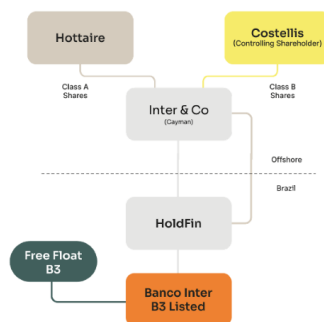 Hottaire
Costellis
(Controlling Shareholder)
Class A
Shares
Class B
Shares
Inter & Co
(Cayman)
Offshore
Brazil
HoldFin
Free Float
B3
Banco Inter
B3 Listed